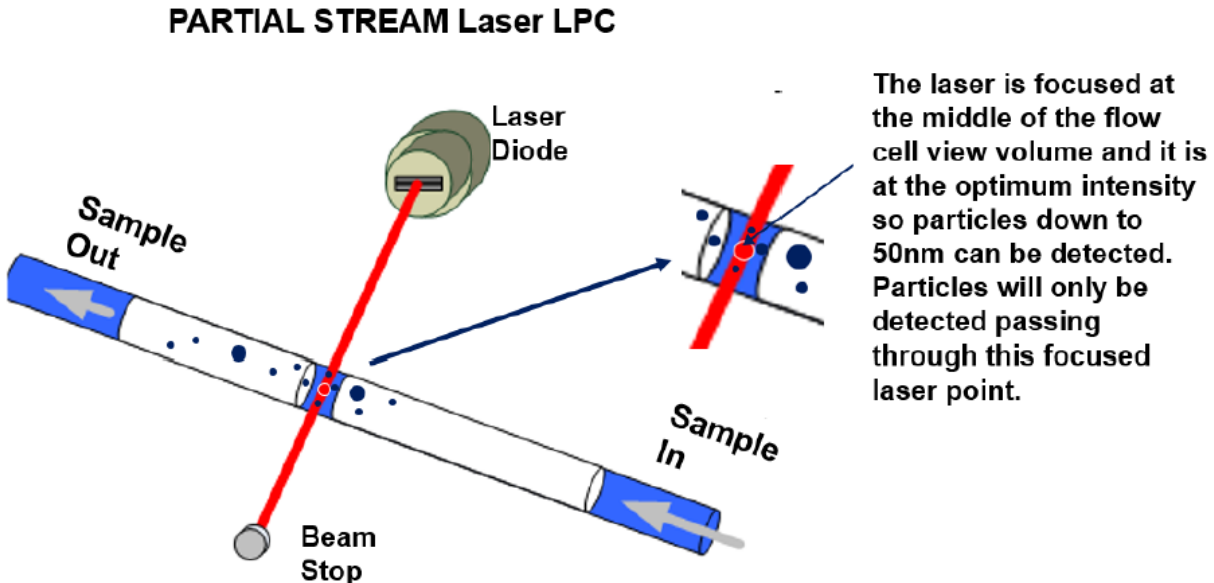 PARTIAL STREAM Laser LPC
Laser
Diode
The laser is focused at
the middle of the flow
cell view volume and it is
at the optimum intensity
so particles down to
50nm can be detected.
Particles will only be
detected passing
through this focused
laser point.
Sample
Out
Sample
In
Beam
Stop